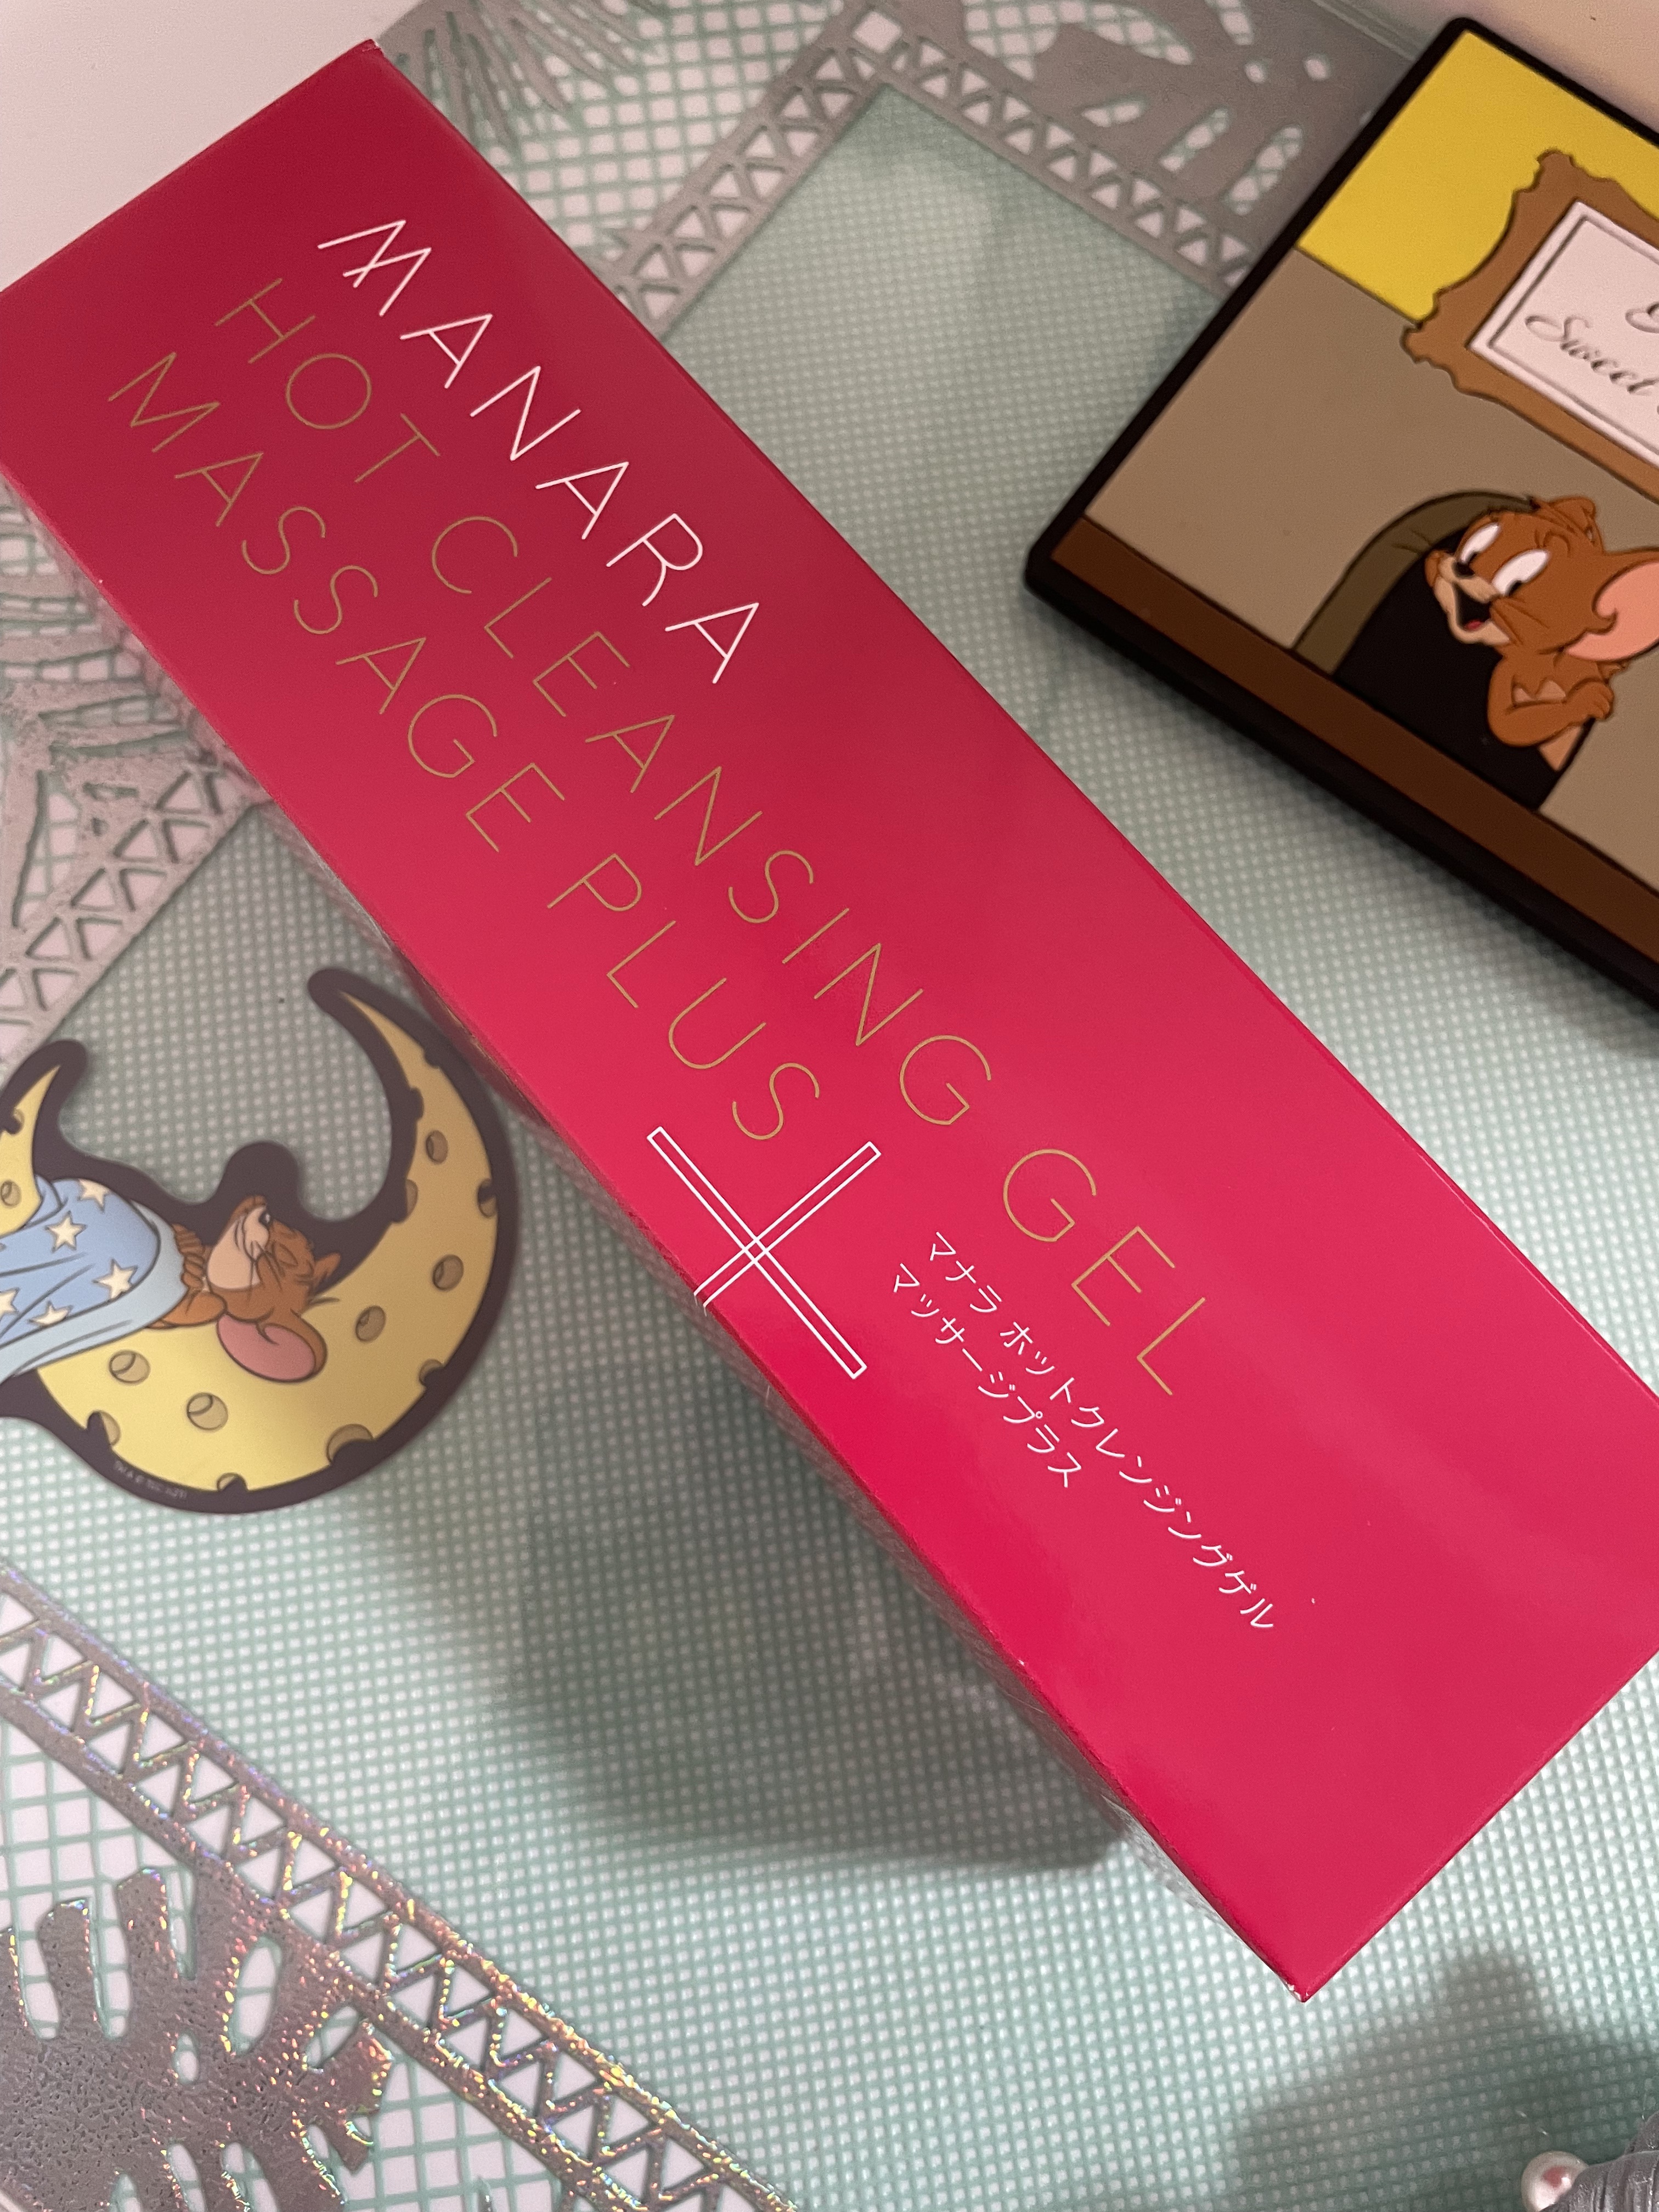 MANARA
HOT CLEANSING GEL
MASSAGE PLUS
マナラ ホットクレンジングゲル
マッサージプラス
Sweet